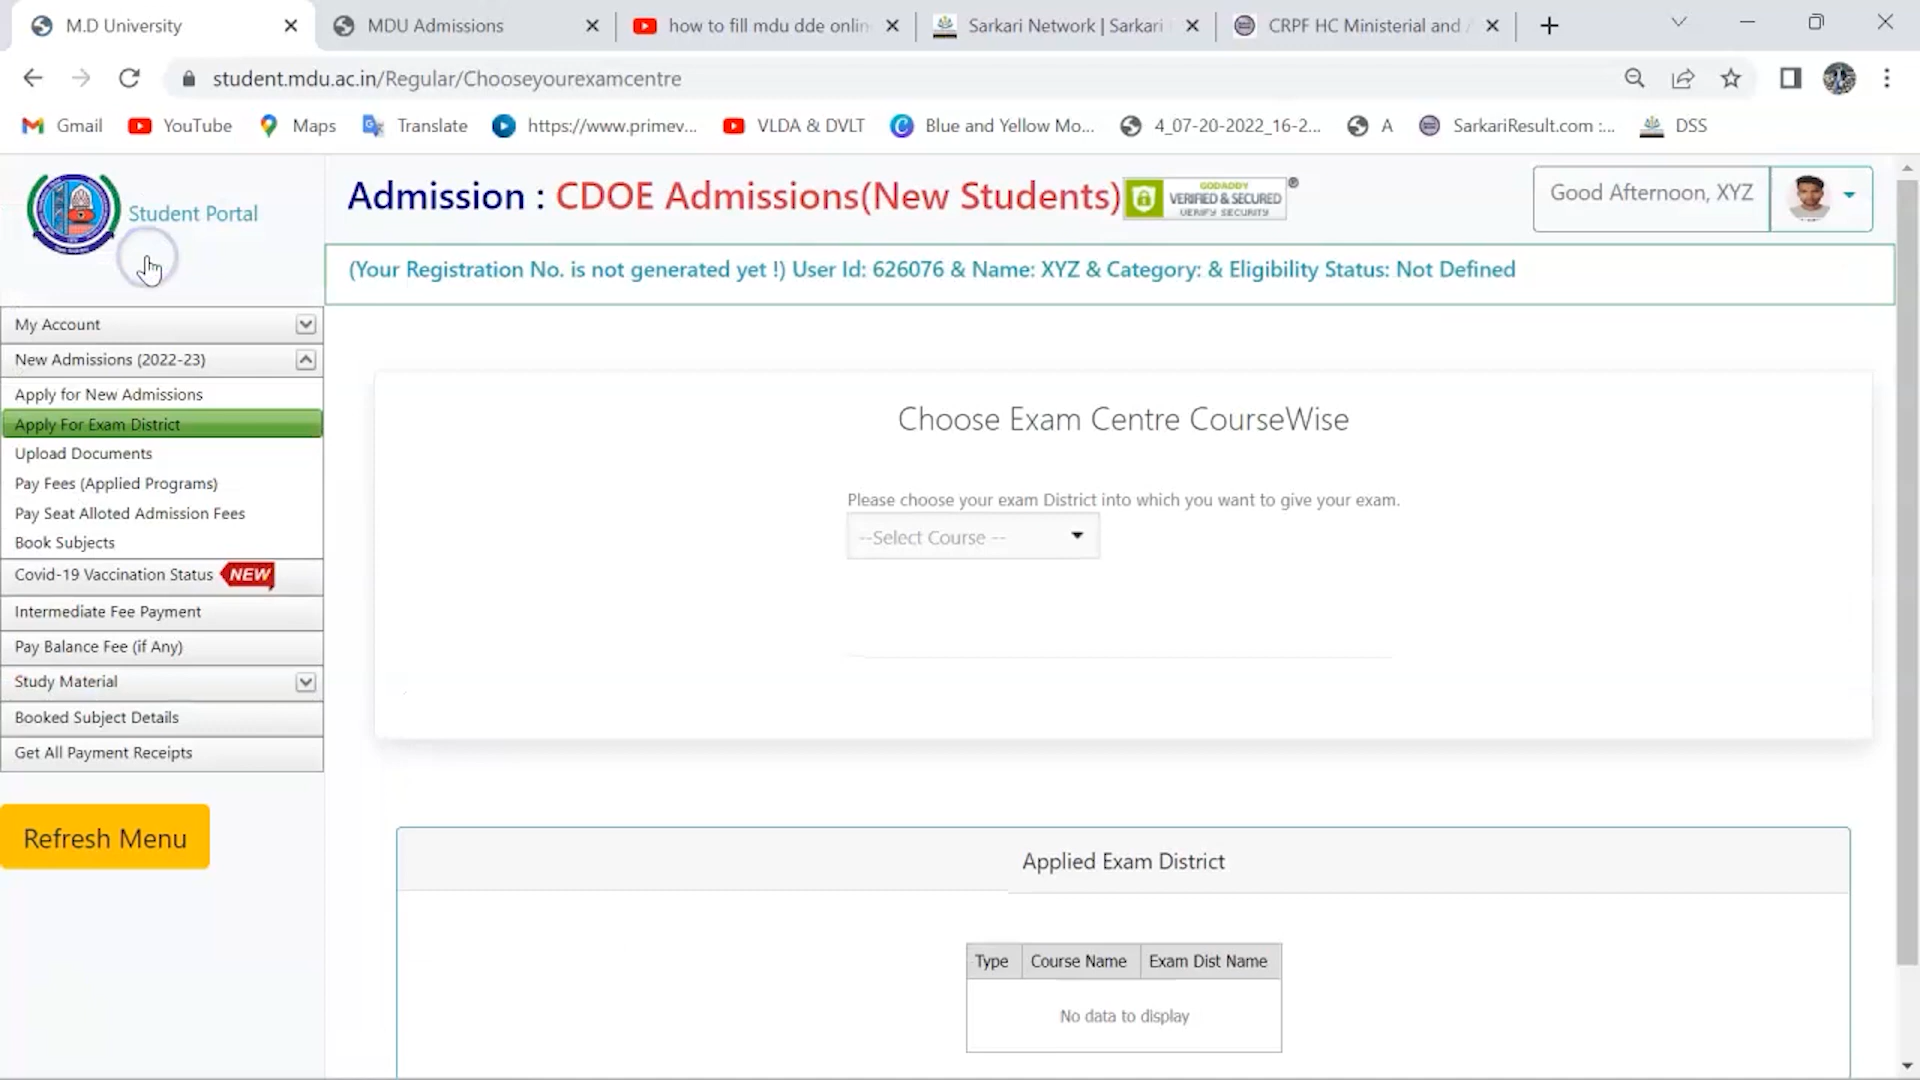 M.D University
MDU Admissions
how to fill mdu dde onlin
Sarkari Network | Sarkari
CRPF HC Ministerial and
student.mdu.ac.in/Regular/Chooseyourexamcentre
Gmail
YouTube
Maps
Translate
https://www.primev...
VLDA & DVLT
Blue and Yellow Mo...
4_07-20-2022_16-2...
A
SarkariResult.com :...
DSS
Student Portal
Admission : CDOE Admissions(New Students)
GODADDY
VERIFIED & SECURED
VERIFY SECURITY
Good Afternoon, XYZ
(Your Registration No. is not generated yet !) User Id: 626076 & Name: XYZ & Category: & Eligibility Status: Not Defined
My Account
New Admissions (2022-23)
Apply for New Admissions
Apply For Exam District
Upload Documents
Pay Fees (Applied Programs)
Pay Seat Alloted Admission Fees
Book Subjects
Covid-19 Vaccination Status NEW
Intermediate Fee Payment
Pay Balance Fee (if Any)
Study Material
Booked Subject Details
Get All Payment Receipts
Refresh Menu
Choose Exam Centre CourseWise
Please choose your exam District into which you want to give your exam.
--Select Course --
Applied Exam District
Type Course Name Exam Dist Name
No data to display